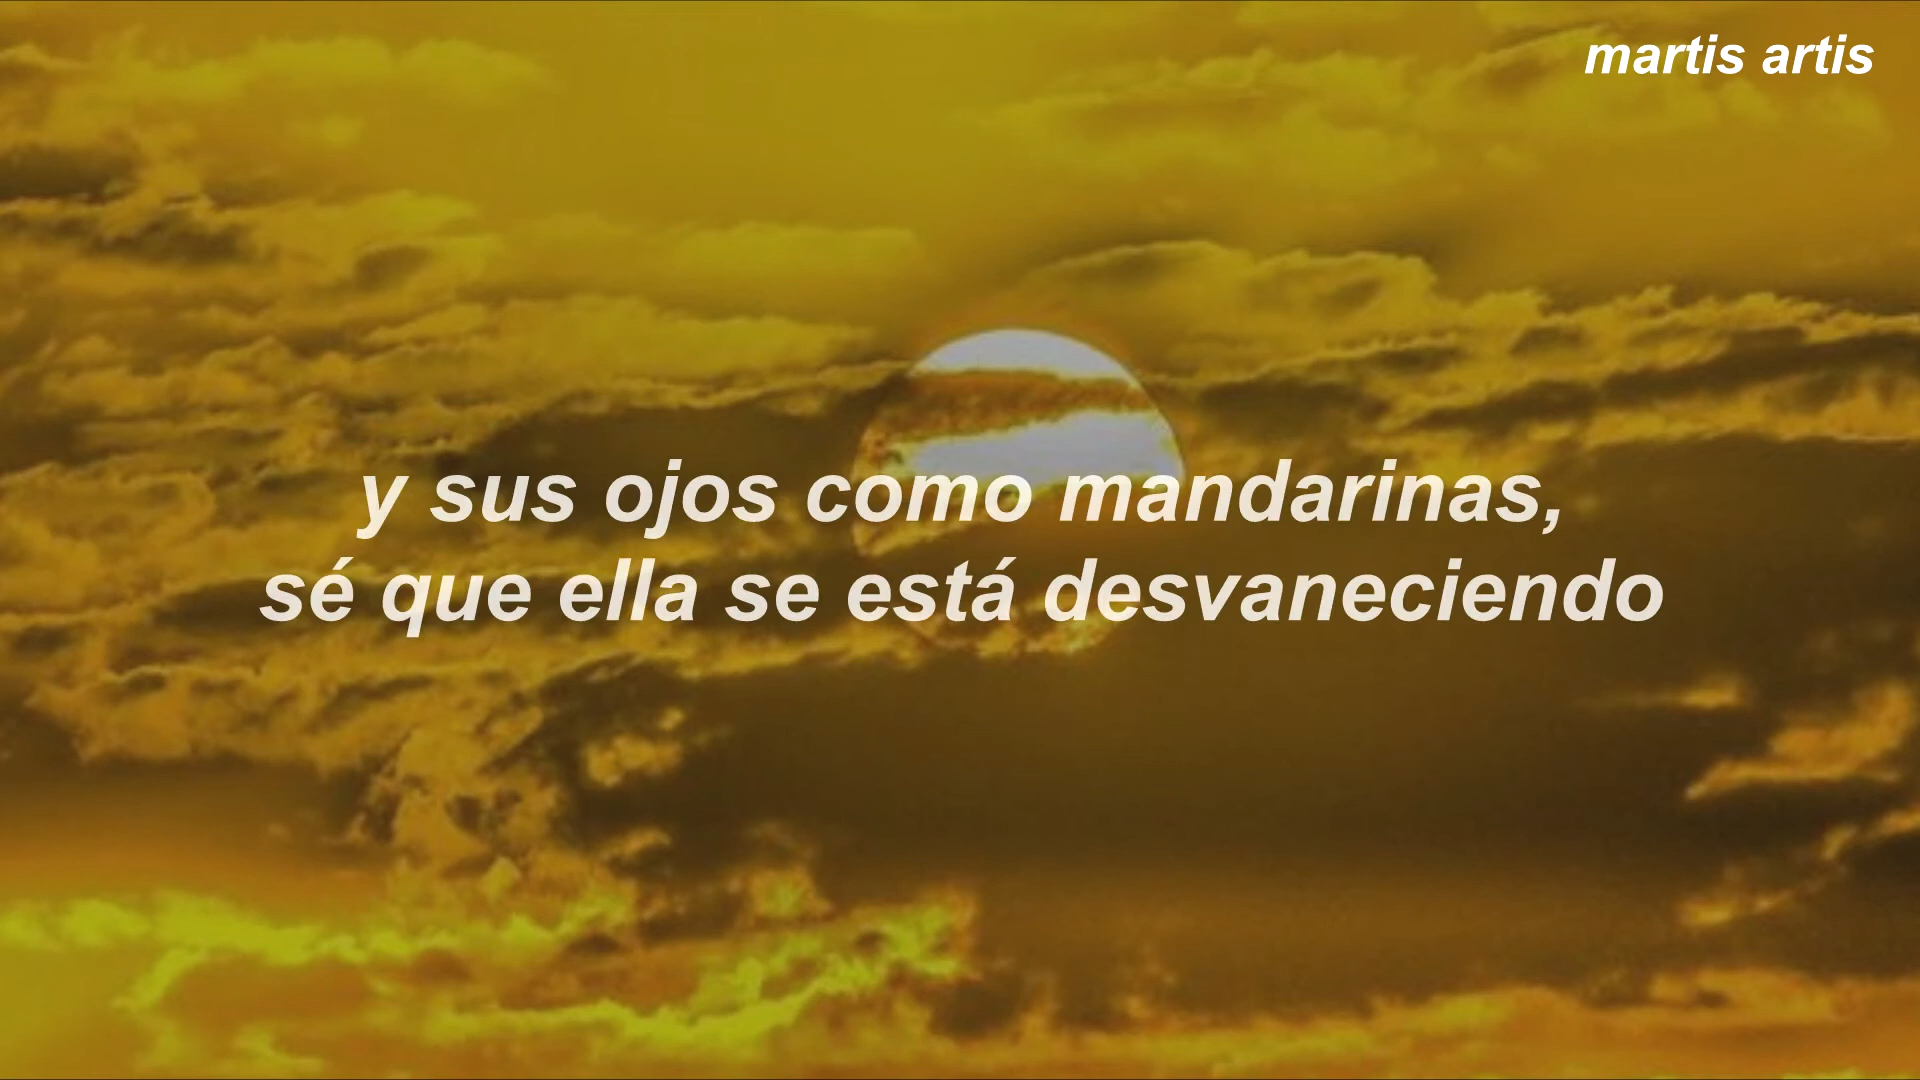 martis artis
y sus ojos como mandarinas,
sé que ella se está desvaneciendo